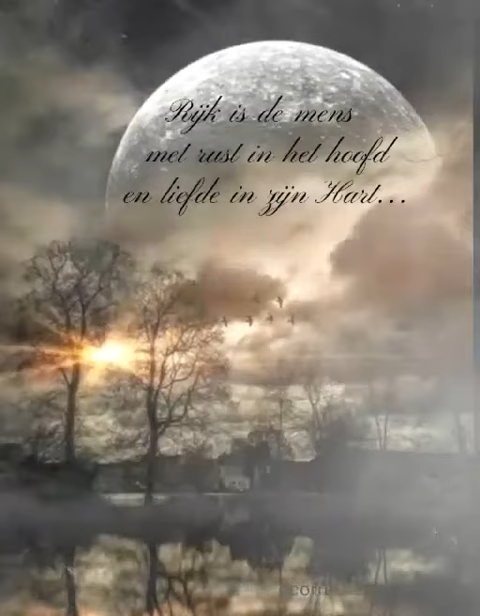 Rijk is de mens
met rust in het hoofd
en liefde in zijn Hart...